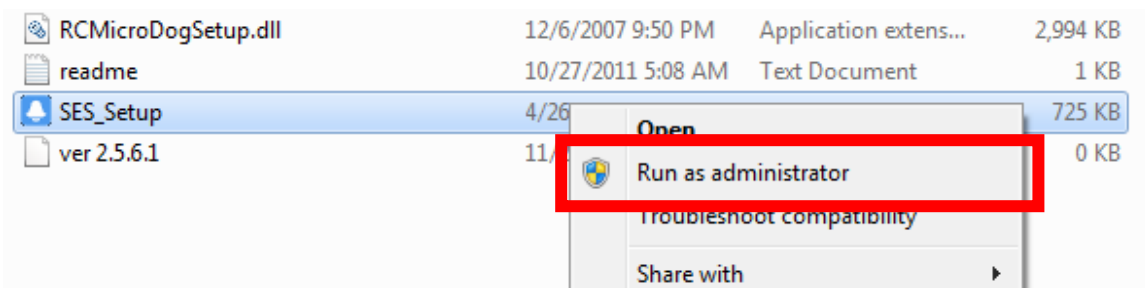 RCMicroDogSetup.dll 12/6/2007 9:50 PM Application extens... 2,994 KB
readme 10/27/2011 5:08 AM Text Document 1 KB
SES_Setup 4/26 725 KB
Open
ver 2.5.6.1 11/ 0 KB
Run as administrator
Troubleshoot compatibility
Share with